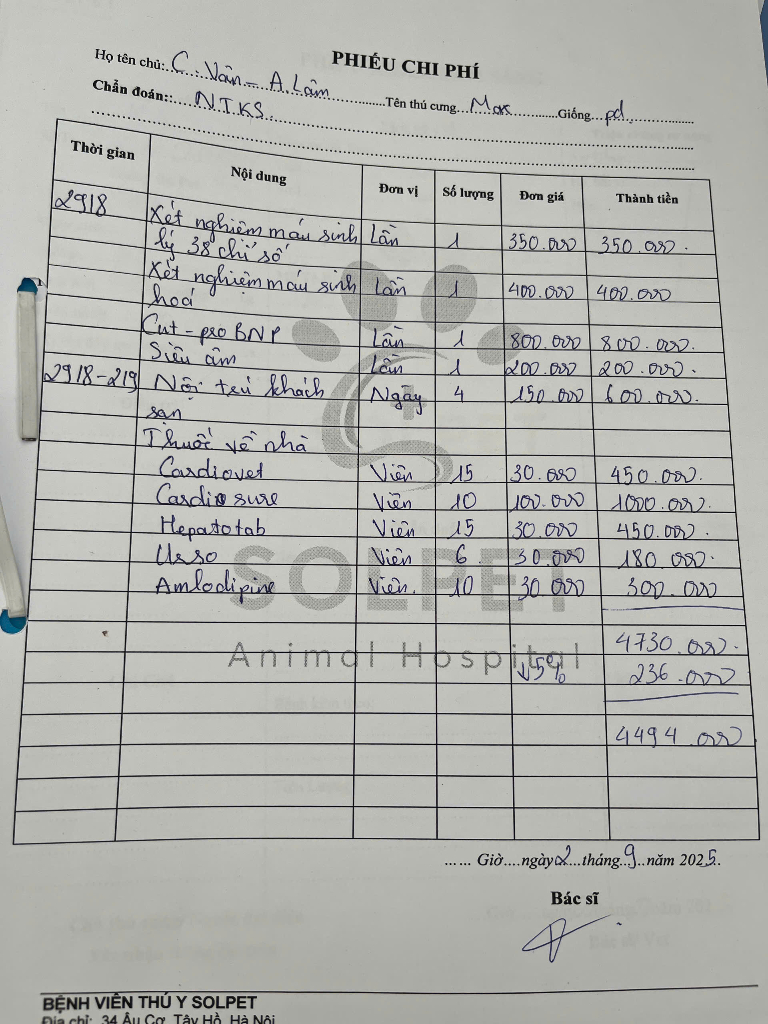 PHIẾU CHI PHÍ
Họ tên chủ: C. Vân - A. Lâm Tên thú cưng Max Giống pd.
Chẩn đoán: NTKS.
Thời gian Nội dung Đơn vị Số lượng Đơn giá Thành tiền
29/8 Xét nghiệm máu sinh Lần 1 350.000 350.000.
lý 38 chỉ số
Xét nghiệm máu sinh Lần 1 400.000 400.000
hoá
Cut-pro BNP Lần 1 800.000 800.000.
Siêu âm Lần 1 200.000 200.000.
29/8-2/9 Nội trú khách Ngày 4 150.000 600.000.
sạn
Thuốc về nhà
Cardiovet Viên 15 30.000 450.000.
Cardio sure Viên 10 100.000 1000.000.
Hepatotab Viên 15 30.000 450.000
Urso Viên 6 30.000 180.000.
Amlodipine Viên. 10 30 000 300.000
SOLPET
Animal Hospital
4730.000.
↓5% 236.000
4494.000
...... Giờ....ngày 2...tháng..9..năm 2025.
Bác sĩ
BỆNH VIỆN THÚ Y SOLPET
Địa chỉ: 34 Âu Cơ, Tây Hồ, Hà Nội